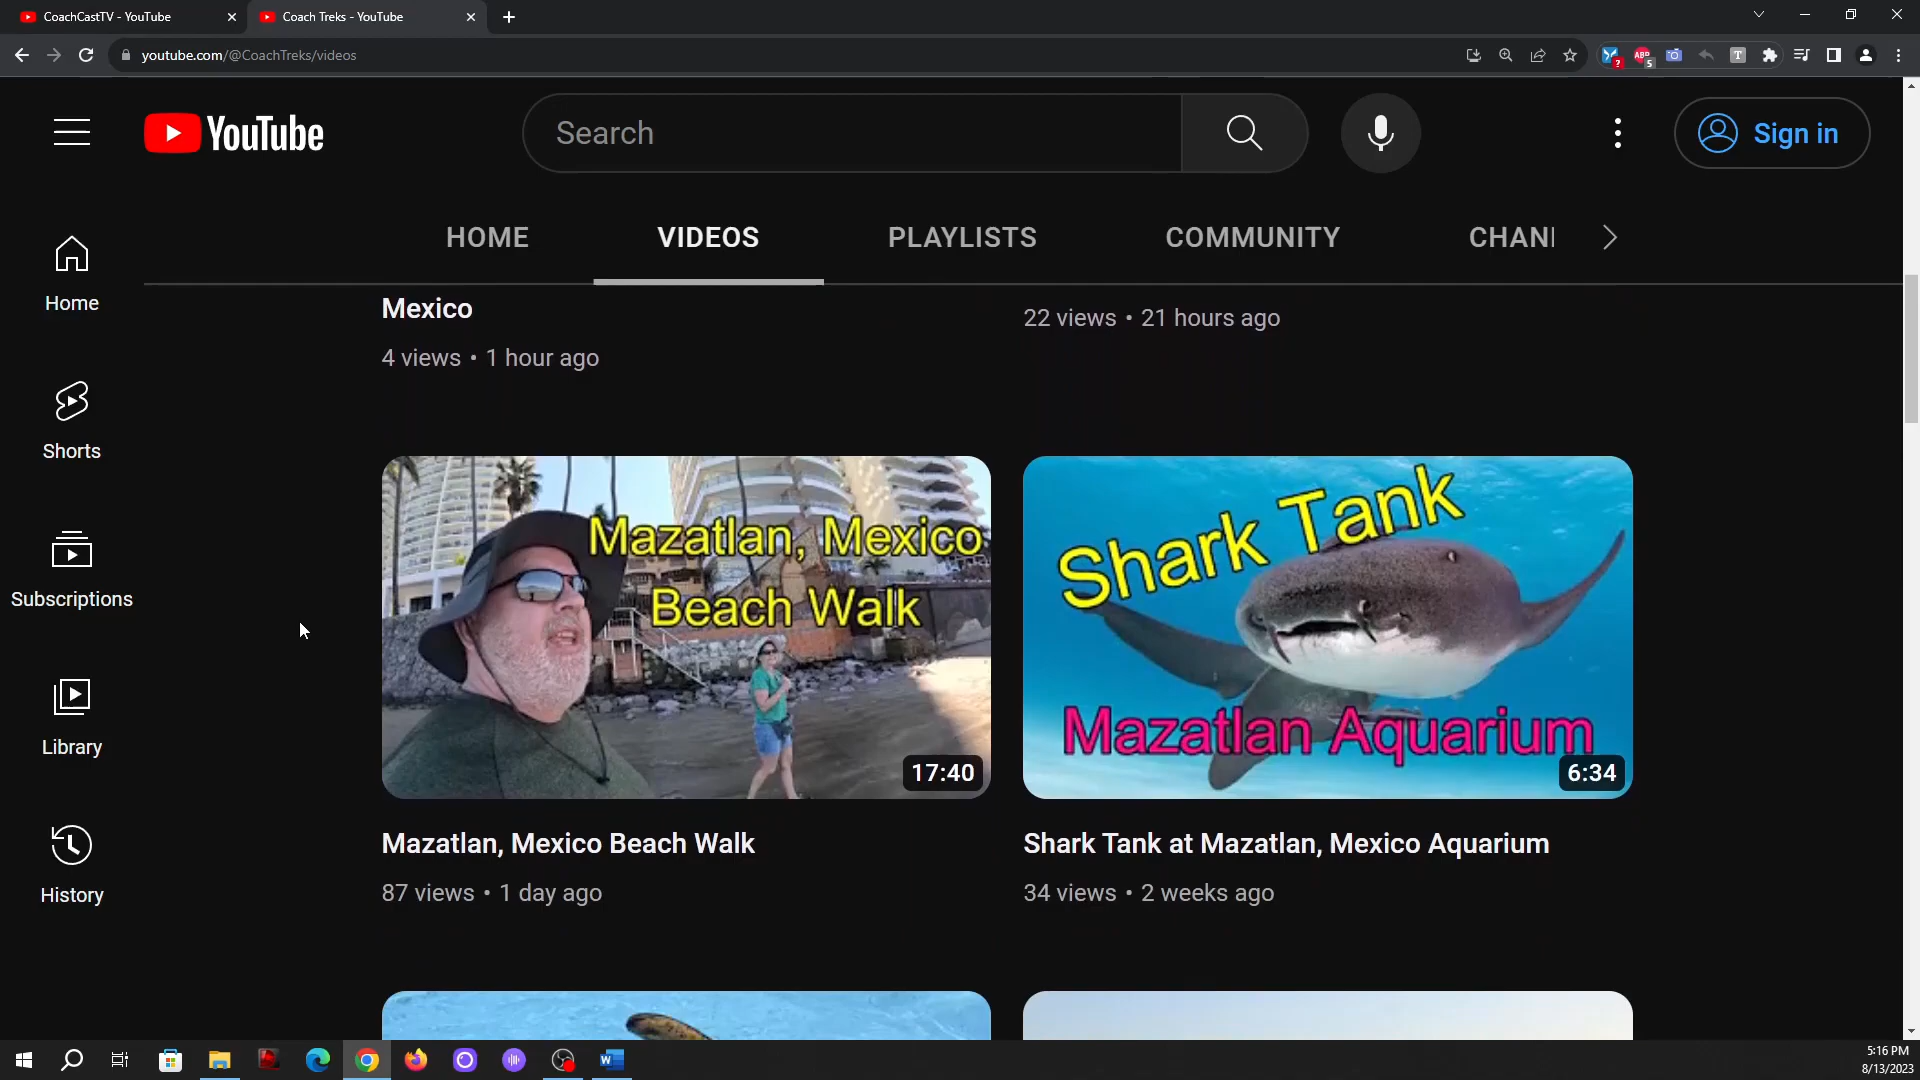 CoachCastTV - YouTube
Coach Treks - YouTube
youtube.com/@CoachTreks/videos
?
ABP
5
T
YouTube
Search
Sign in
HOME
VIDEOS
PLAYLISTS
COMMUNITY
CHAN
Home
Shorts
Subscriptions
Library
History
Mexico
4 views • 1 hour ago
22 views • 21 hours ago
Mazatlan, Mexico
Beach Walk
17:40
Mazatlan, Mexico Beach Walk
87 views • 1 day ago
Shark Tank
Mazatlan Aquarium
6:34
Shark Tank at Mazatlan, Mexico Aquarium
34 views • 2 weeks ago
W
5:16 PM
8/13/2023